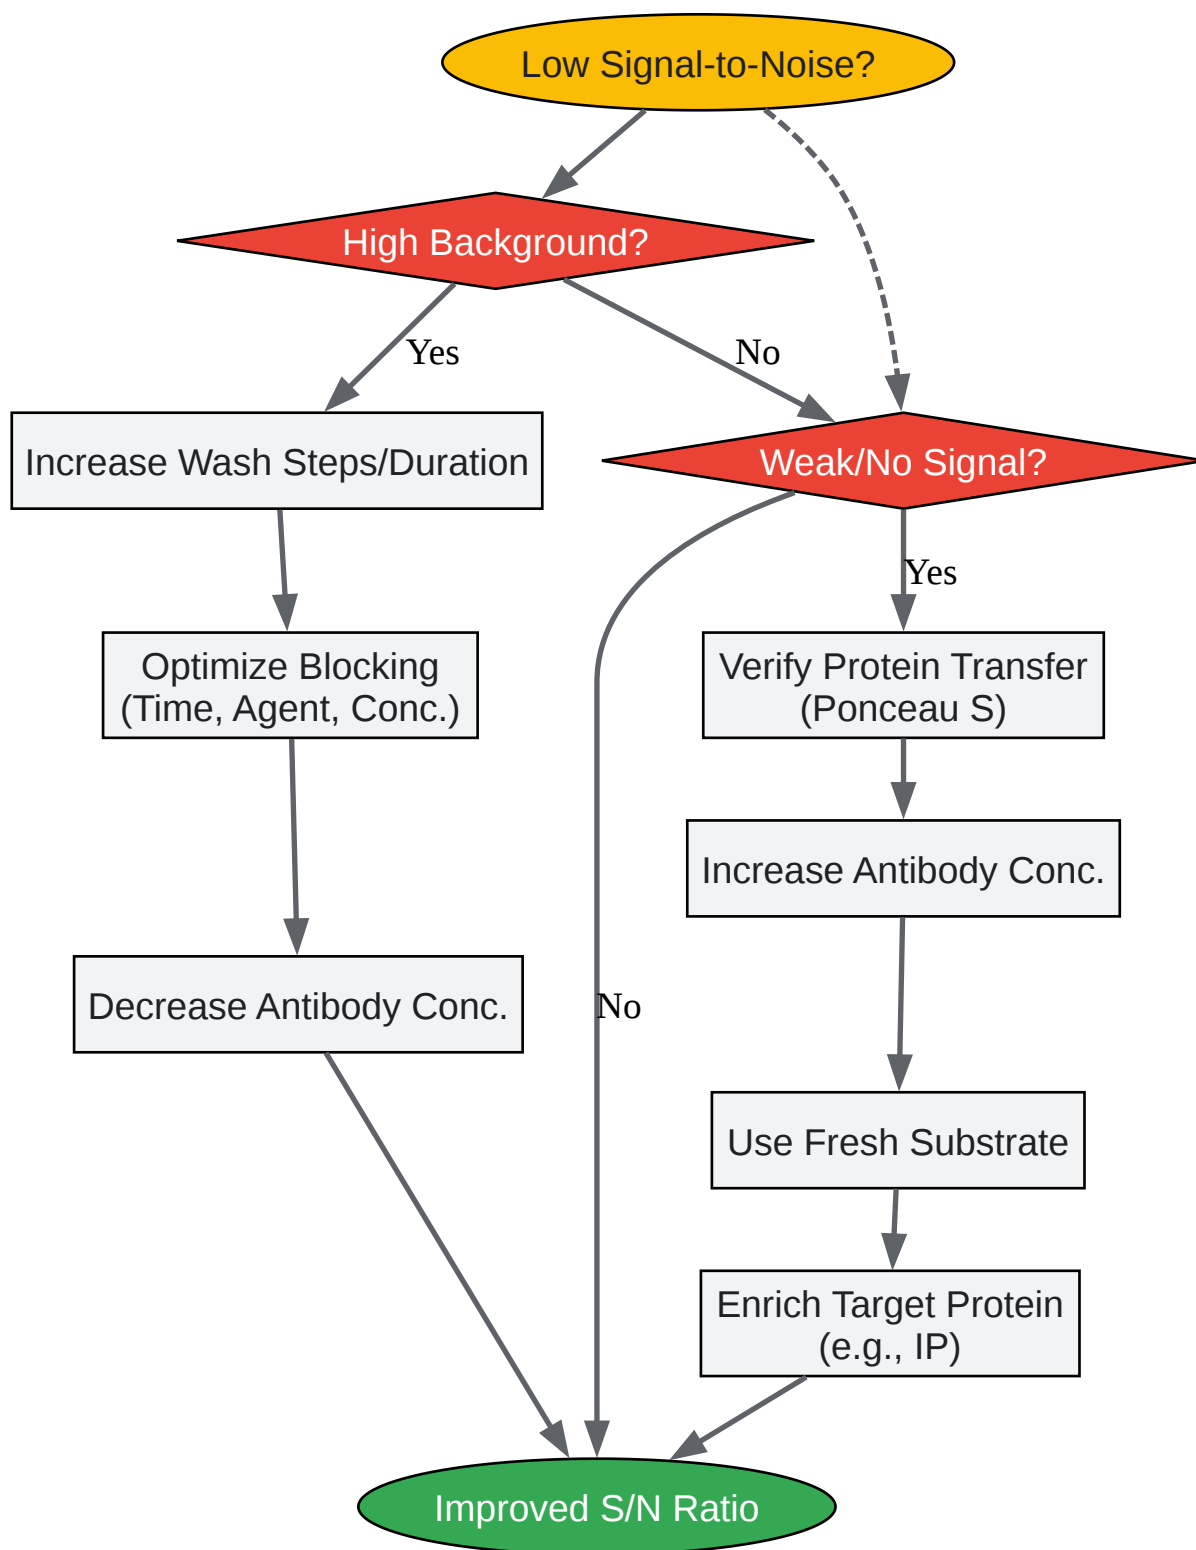 Low Signal-to-Noise?
High Background?
Yes
No
Increase Wash Steps/Duration
Weak/No Signal?
Yes
Optimize Blocking
(Time, Agent, Conc.)
Verify Protein Transfer
(Ponceau S)
Increase Antibody Conc.
Decrease Antibody Conc.
No
Use Fresh Substrate
Enrich Target Protein
(e.g., IP)
Improved S/N Ratio